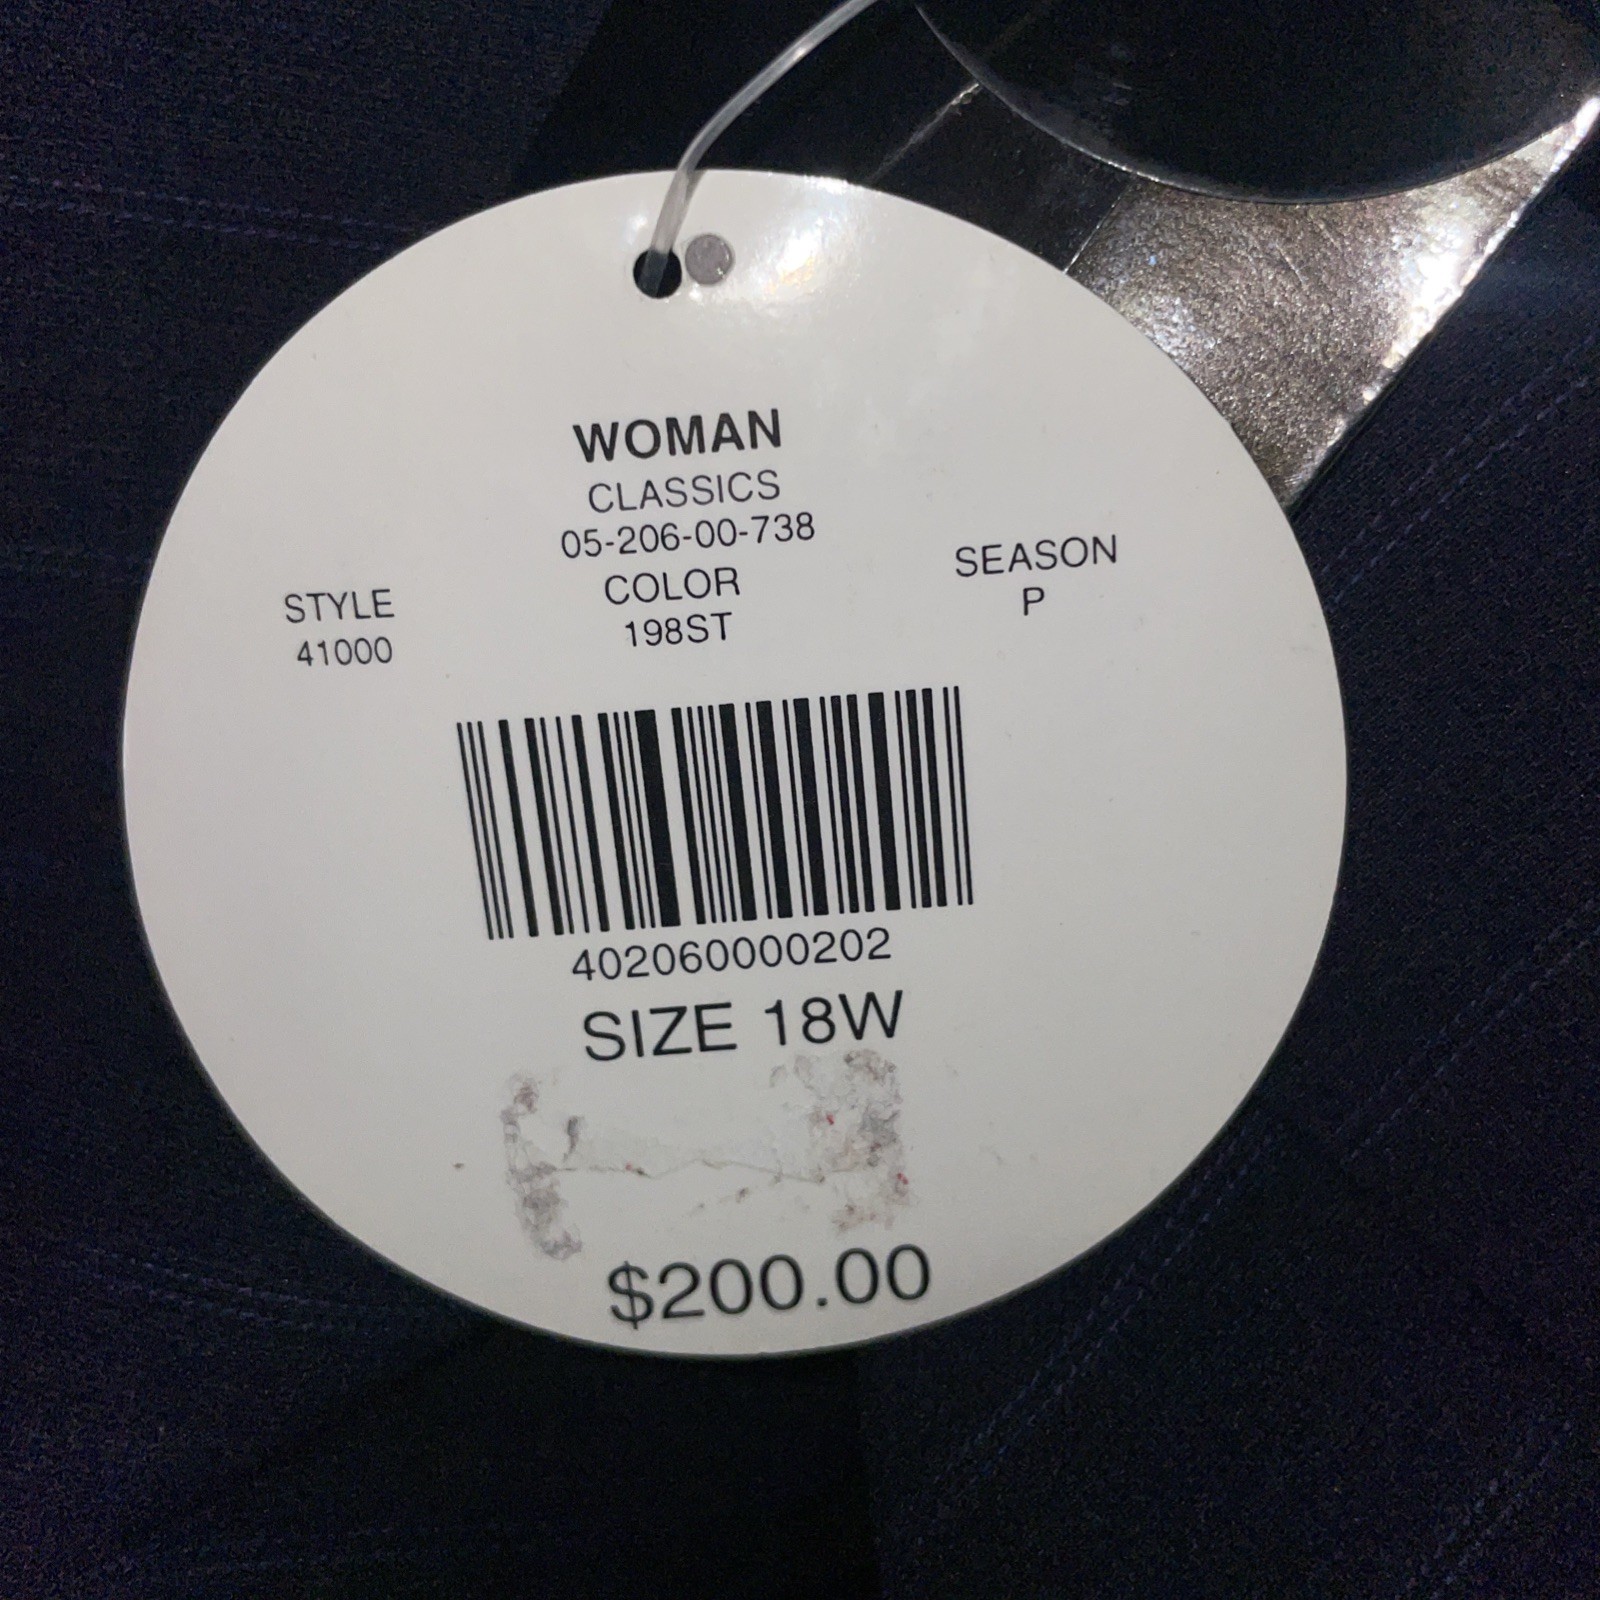 WOMAN
CLASSICS
05-206-00-738
COLOR
198ST
STYLE
41000
SEASON
P
402060000202
SIZE 18W
$200.00